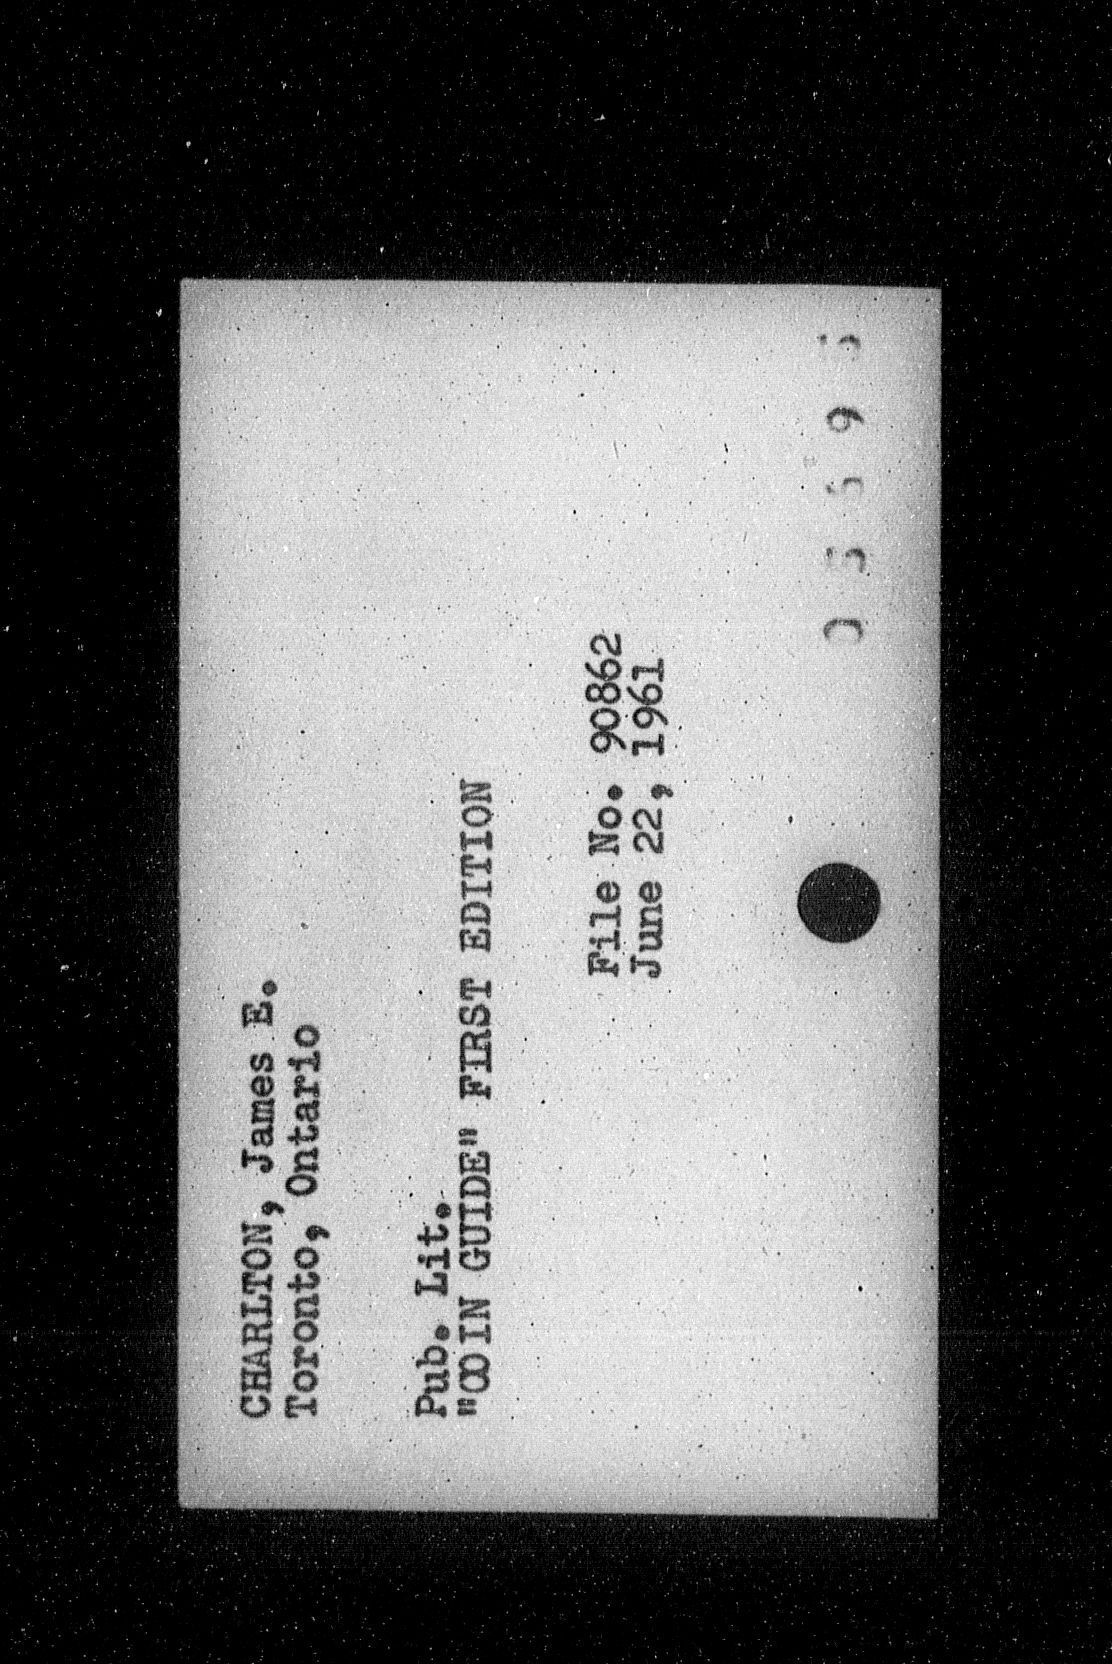 CHARLTON, James E.
Toronto, Ontario
Pub. Lit.
"COIN GUIDE" FIRST EDITION
File No. 90862
June 22, 1961